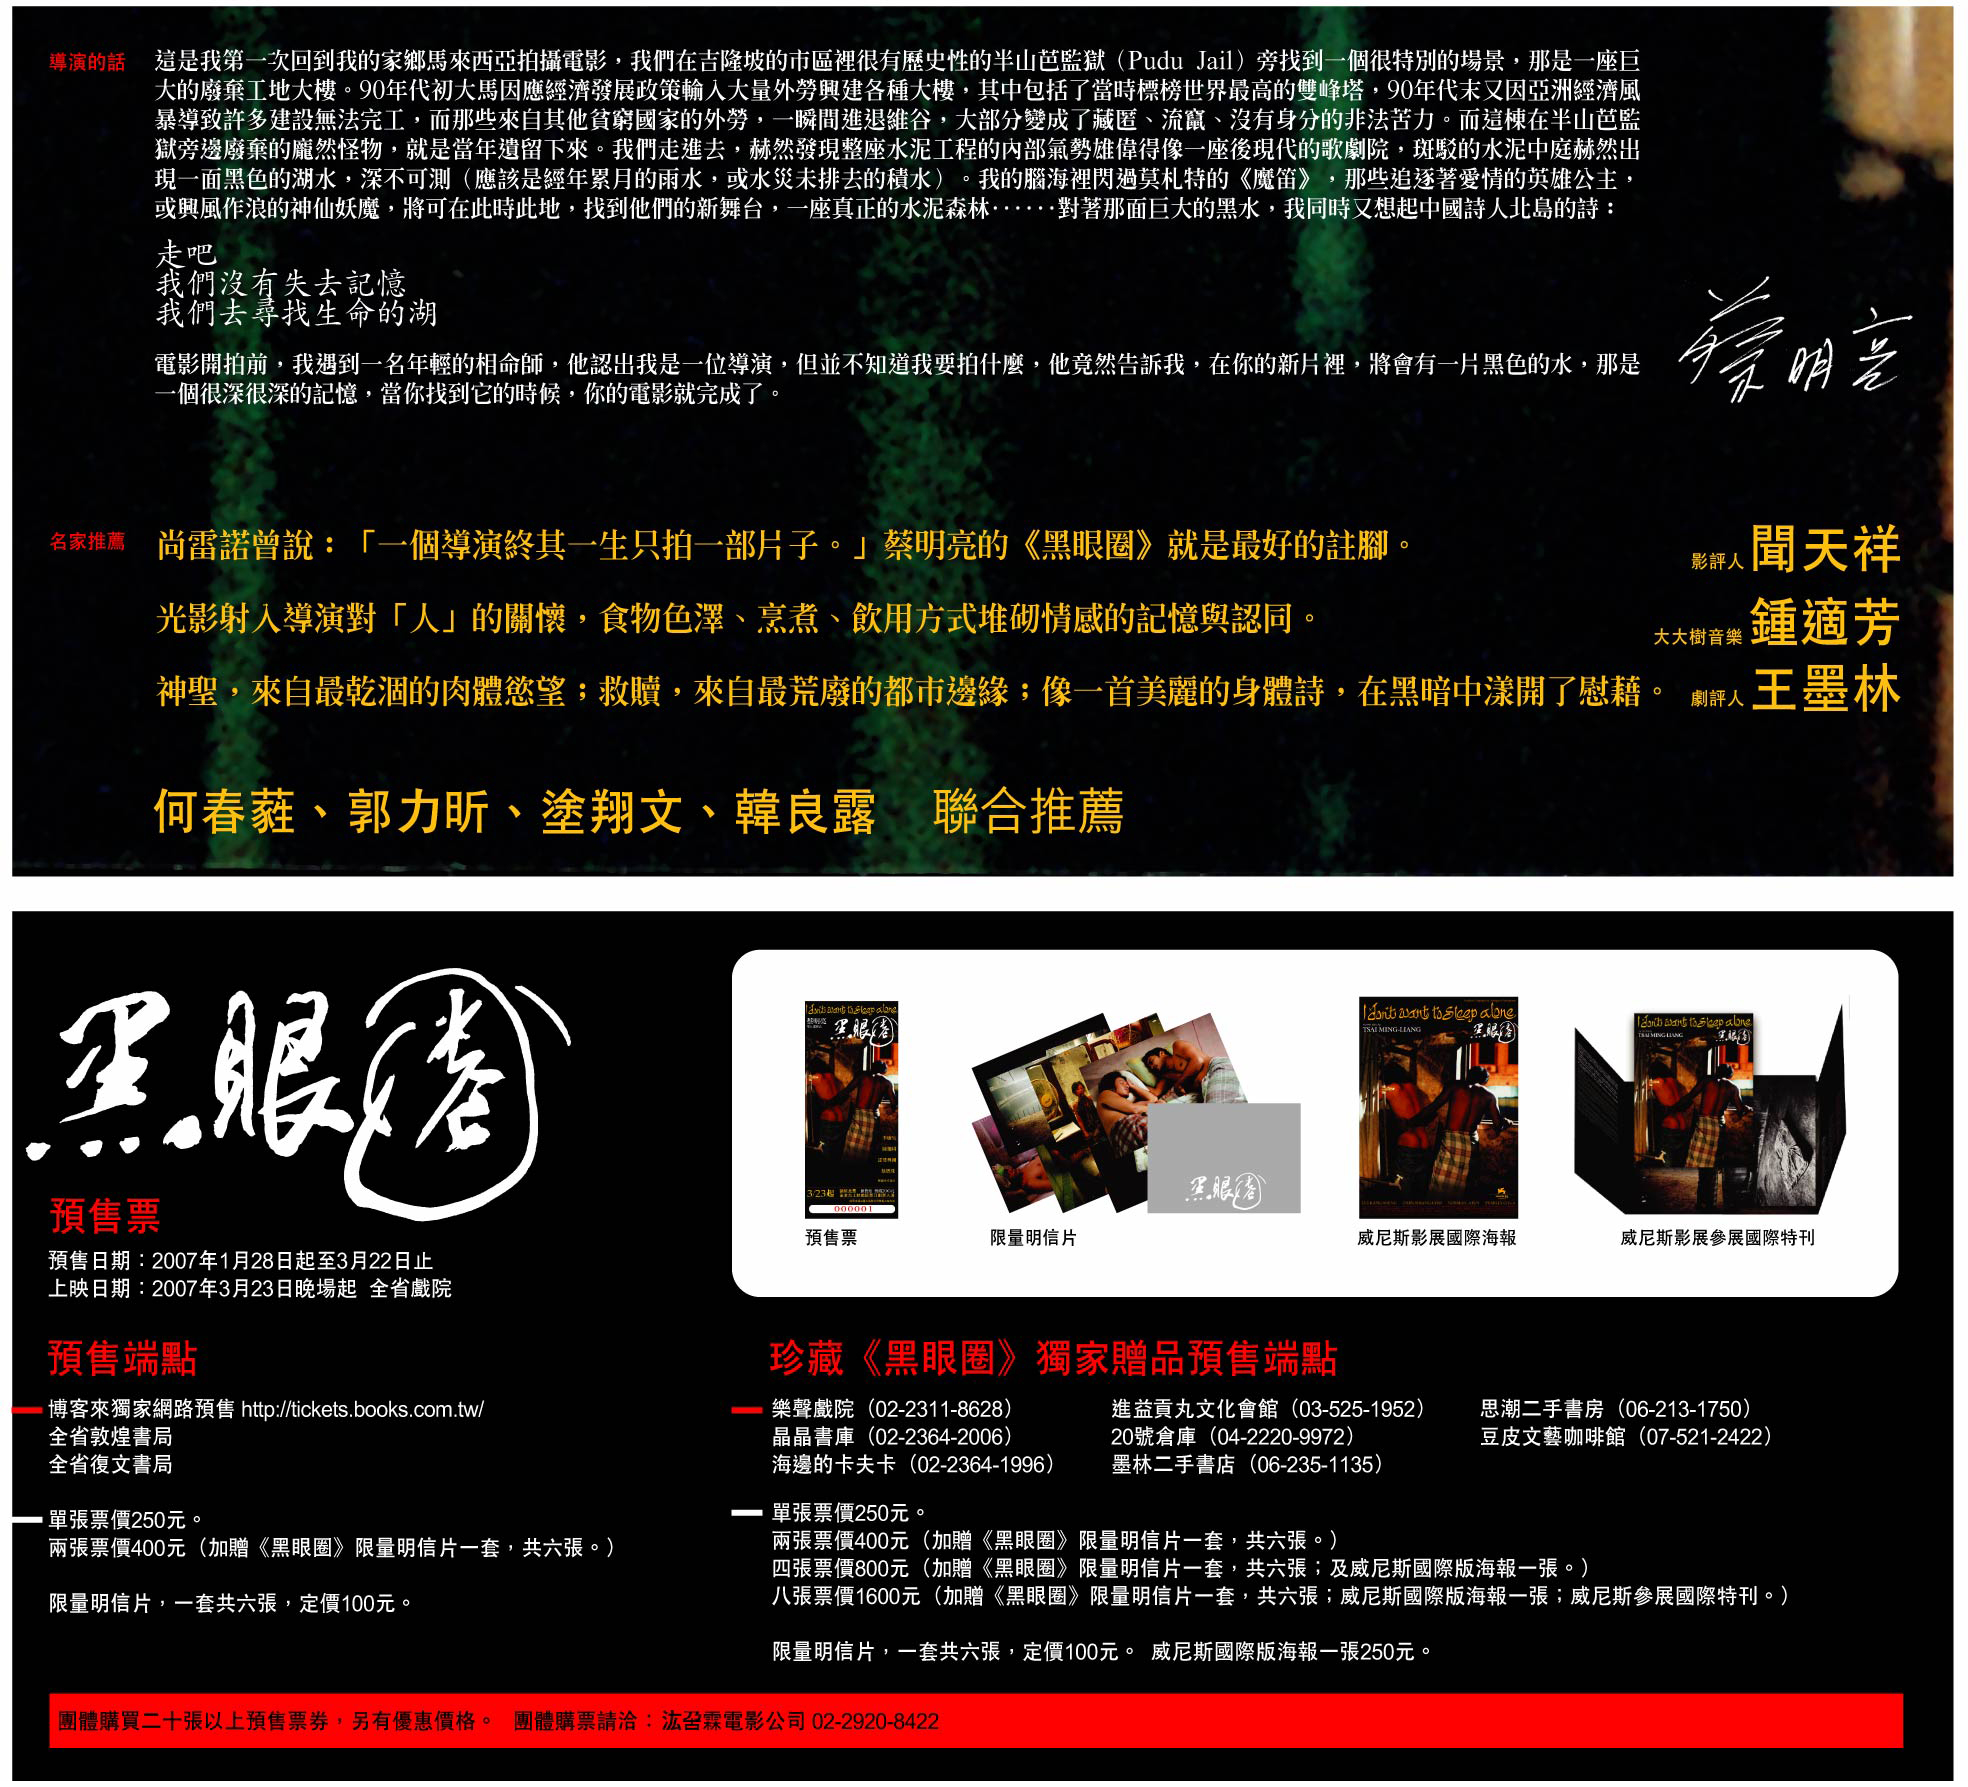 導演的話
這是我第一次回到我的家鄉馬來西亞拍攝電影，我們在吉隆坡的市區裡很有歷史性的半山芭監獄（Pudu Jail）旁找到一個很特別的場景，那是一座巨
大的廢棄工地大樓。90年代初大馬因應經濟發展政策輸入大量外勞興建各種大樓，其中包括了當時標榜世界最高的雙峰塔，90年代末又因亞洲經濟風
暴導致許多建設無法完工，而那些來自其他貧窮國家的外勞，一瞬間進退維谷，大部分變成了藏匿、流竄、沒有身分的非法苦力。而這棟在半山芭監
獄旁邊廢棄的龐然怪物，就是當年遺留下來。我們走進去，赫然發現整座水泥工程的內部氣勢雄偉得像一座後現代的歌劇院，斑駁的水泥中庭赫然出
現一面黑色的湖水，深不可測（應該是經年累月的雨水，或水災未排去的積水）。我的腦海裡閃過莫札特的《魔笛》，那些追逐著愛情的英雄公主，
或興風作浪的神仙妖魔，將可在此時此地，找到他們的新舞台，一座真正的水泥森林⋯⋯對著那面巨大的黑水，我同時又想起中國詩人北島的詩：
走吧
我們沒有失去記憶
我們去尋找生命的湖
電影開拍前，我遇到一名年輕的相命師，他認出我是一位導演，但並不知道我要拍什麼，他竟然告訴我，在你的新片裡，將會有一片黑色的水，那是
一個很深很深的記憶，當你找到它的時候，你的電影就完成了。
蔡明亮
名家推薦
尚雷諾曾說：「一個導演終其一生只拍一部片子。」蔡明亮的《黑眼圈》就是最好的註腳。 影評人 聞天祥
光影射入導演對「人」的關懷，食物色澤、烹煮、飲用方式堆砌情感的記憶與認同。 大大樹音樂 鍾適芳
神聖，來自最乾涸的肉體慾望；救贖，來自最荒廢的都市邊緣；像一首美麗的身體詩，在黑暗中漾開了慰藉。 劇評人 王墨林
何春蕤、郭力昕、塗翔文、韓良露 聯合推薦
黑眼圈
預售票
預售日期：2007年1月28日起至3月22日止
上映日期：2007年3月23日晚場起 全省戲院
I don't want to sleep alone
黑眼圈
3/23起
000001
預售票
黑眼圈
限量明信片
I don't want to sleep alone
TSAI MING-LIANG
黑眼圈
威尼斯影展國際海報
I don't want to sleep alone
TSAI MING-LIANG
黑眼圈
威尼斯影展參展國際特刊
預售端點
博客來獨家網路預售 http://tickets.books.com.tw/
全省敦煌書局
全省復文書局
單張票價250元。
兩張票價400元（加贈《黑眼圈》限量明信片一套，共六張。）
限量明信片，一套共六張，定價100元。
珍藏《黑眼圈》獨家贈品預售端點
樂聲戲院（02-2311-8628） 進益貢丸文化會館（03-525-1952） 思潮二手書房（06-213-1750）
晶晶書庫（02-2364-2006） 20號倉庫（04-2220-9972） 豆皮文藝咖啡館（07-521-2422）
海邊的卡夫卡（02-2364-1996） 墨林二手書店（06-235-1135）
單張票價250元。
兩張票價400元（加贈《黑眼圈》限量明信片一套，共六張。）
四張票價800元（加贈《黑眼圈》限量明信片一套，共六張；及威尼斯國際版海報一張。）
八張票價1600元（加贈《黑眼圈》限量明信片一套，共六張；威尼斯國際版海報一張；威尼斯參展國際特刊。）
限量明信片，一套共六張，定價100元。 威尼斯國際版海報一張250元。
團體購買二十張以上預售票券，另有優惠價格。 團體購票請洽：汯呄霖電影公司 02-2920-8422